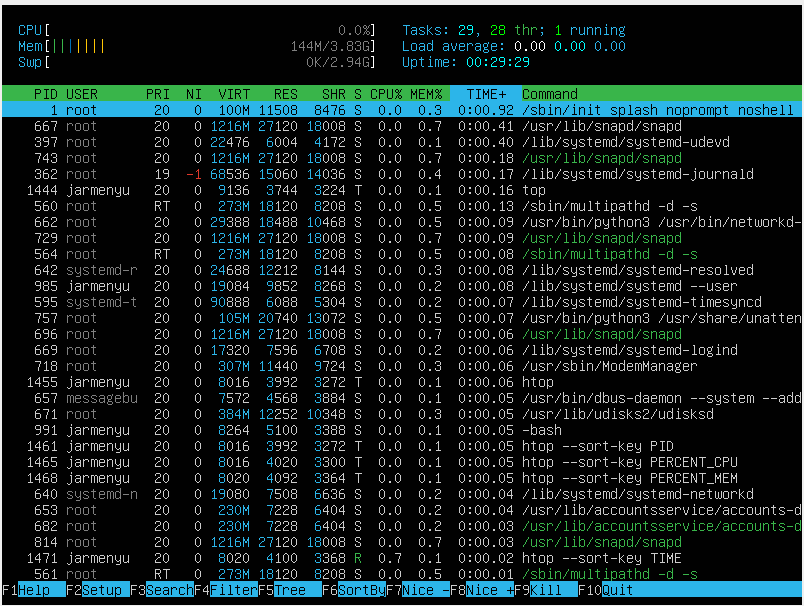 CPU[ 0.0%] Tasks: 29, 28 thr; 1 running
Mem[||||||| 144M/3.83G] Load average: 0.00 0.00 0.00
Swp[ 0K/2.94G] Uptime: 00:29:29
PID USER PRI NI VIRT RES SHR S CPU% MEM% TIME+ Command
1 root 20 0 100M 11508 8476 S 0.0 0.3 0:00.92 /sbin/init splash noprompt noshell
667 root 20 0 1216M 27120 18008 S 0.0 0.7 0:00.41 /usr/lib/snapd/snapd
397 root 20 0 22476 6004 4172 S 0.0 0.1 0:00.40 /lib/systemd/systemd-udevd
743 root 20 0 1216M 27120 18008 S 0.0 0.7 0:00.18 /usr/lib/snapd/snapd
362 root 19 -1 68536 15060 14036 S 0.0 0.4 0:00.17 /lib/systemd/systemd-journald
1444 jarmenyu 20 0 9136 3744 3224 T 0.0 0.1 0:00.16 top
560 root RT 0 273M 18120 8208 S 0.0 0.5 0:00.13 /sbin/multipathd -d -s
662 root 20 0 29388 18488 10468 S 0.0 0.5 0:00.09 /usr/bin/python3 /usr/bin/networkd-
729 root 20 0 1216M 27120 18008 S 0.0 0.7 0:00.09 /usr/lib/snapd/snapd
564 root RT 0 273M 18120 8208 S 0.0 0.5 0:00.08 /sbin/multipathd -d -s
642 systemd-r 20 0 24688 12212 8144 S 0.0 0.3 0:00.08 /lib/systemd/systemd-resolved
985 jarmenyu 20 0 19084 9852 8268 S 0.0 0.2 0:00.08 /lib/systemd/systemd --user
595 systemd-t 20 0 90888 6088 5304 S 0.0 0.2 0:00.07 /lib/systemd/systemd-timesyncd
757 root 20 0 105M 20740 13072 S 0.0 0.5 0:00.07 /usr/bin/python3 /usr/share/unatten
696 root 20 0 1216M 27120 18008 S 0.0 0.7 0:00.06 /usr/lib/snapd/snapd
669 root 20 0 17320 7596 6708 S 0.0 0.2 0:00.06 /lib/systemd/systemd-logind
718 root 20 0 307M 11440 9724 S 0.0 0.3 0:00.06 /usr/sbin/ModemManager
1455 jarmenyu 20 0 8016 3992 3272 T 0.0 0.1 0:00.06 htop
657 messagebu 20 0 7572 4568 3884 S 0.0 0.1 0:00.05 /usr/bin/dbus-daemon --system --add
671 root 20 0 384M 12252 10348 S 0.0 0.3 0:00.05 /usr/lib/udisks2/udisksd
991 jarmenyu 20 0 8264 5100 3388 S 0.0 0.1 0:00.05 -bash
1461 jarmenyu 20 0 8016 3992 3272 T 0.0 0.1 0:00.05 htop --sort-key PID
1465 jarmenyu 20 0 8016 4020 3300 T 0.0 0.1 0:00.05 htop --sort-key PERCENT_CPU
1468 jarmenyu 20 0 8020 4092 3364 T 0.0 0.1 0:00.05 htop --sort-key PERCENT_MEM
640 systemd-n 20 0 19080 7508 6636 S 0.0 0.2 0:00.04 /lib/systemd/systemd-networkd
653 root 20 0 230M 7228 6404 S 0.0 0.2 0:00.04 /usr/lib/accountsservice/accounts-d
682 root 20 0 230M 7228 6404 S 0.0 0.2 0:00.03 /usr/lib/accountsservice/accounts-d
814 root 20 0 1216M 27120 18008 S 0.0 0.7 0:00.03 /usr/lib/snapd/snapd
1471 jarmenyu 20 0 8020 4100 3368 R 0.7 0.1 0:00.02 htop --sort-key TIME
561 root RT 0 273M 18120 8208 S 0.0 0.5 0:00.01 /sbin/multipathd -d -s
F1Help F2Setup F3SearchF4FilterF5Tree F6SortByF7Nice -F8Nice +F9Kill F10Quit